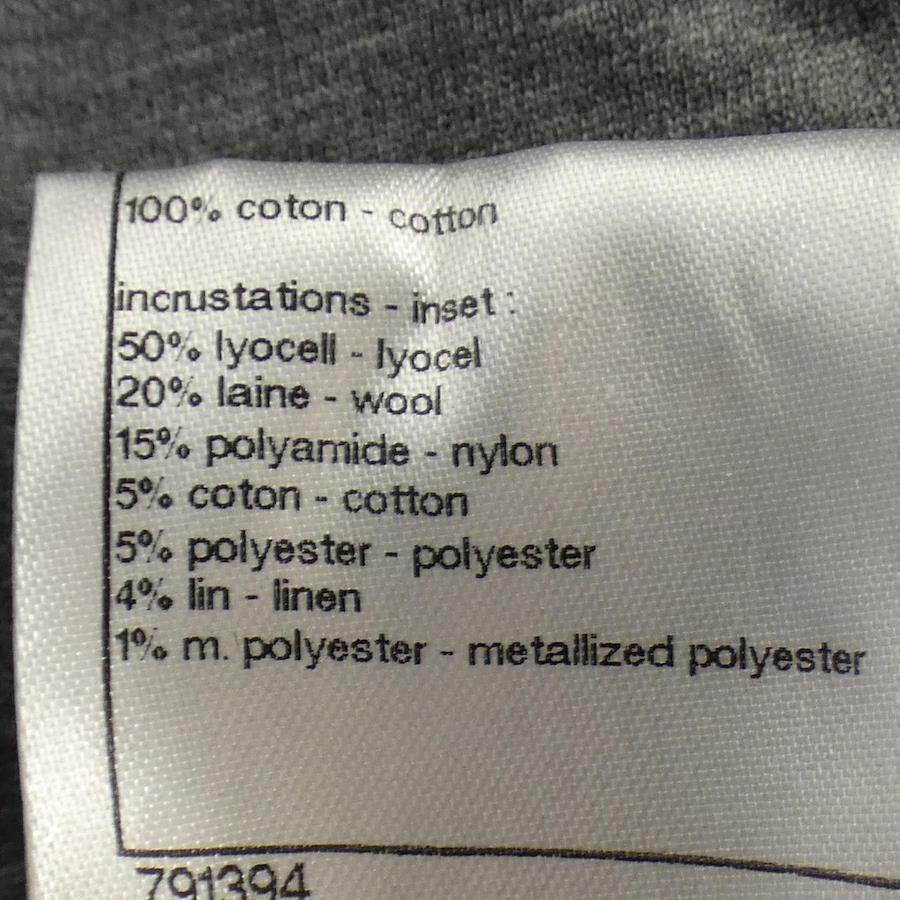 100% coton - cotton
incrustations - inset :
50% lyocell - lyocel
20% laine - wool
15% polyamide - nylon
5% coton - cotton
5% polyester - polyester
4% lin - linen
1% m. polyester - metallized polyester
791394